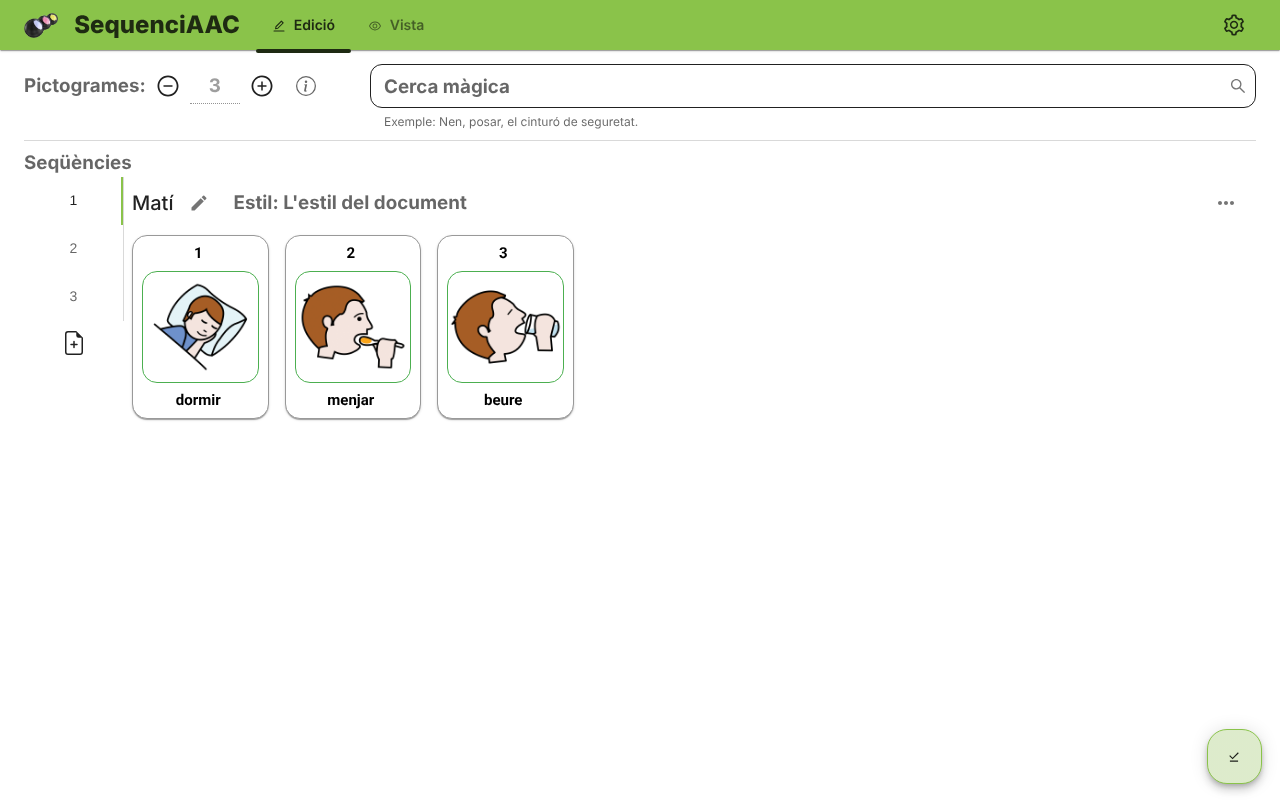 SequenciAAC
Edició
Vista
Pictogrames:
3
Cerca màgica
Exemple: Nen, posar, el cinturó de seguretat.
Seqüències
1
2
3
Matí
Estil: L'estil del document
1
dormir
2
menjar
3
beure